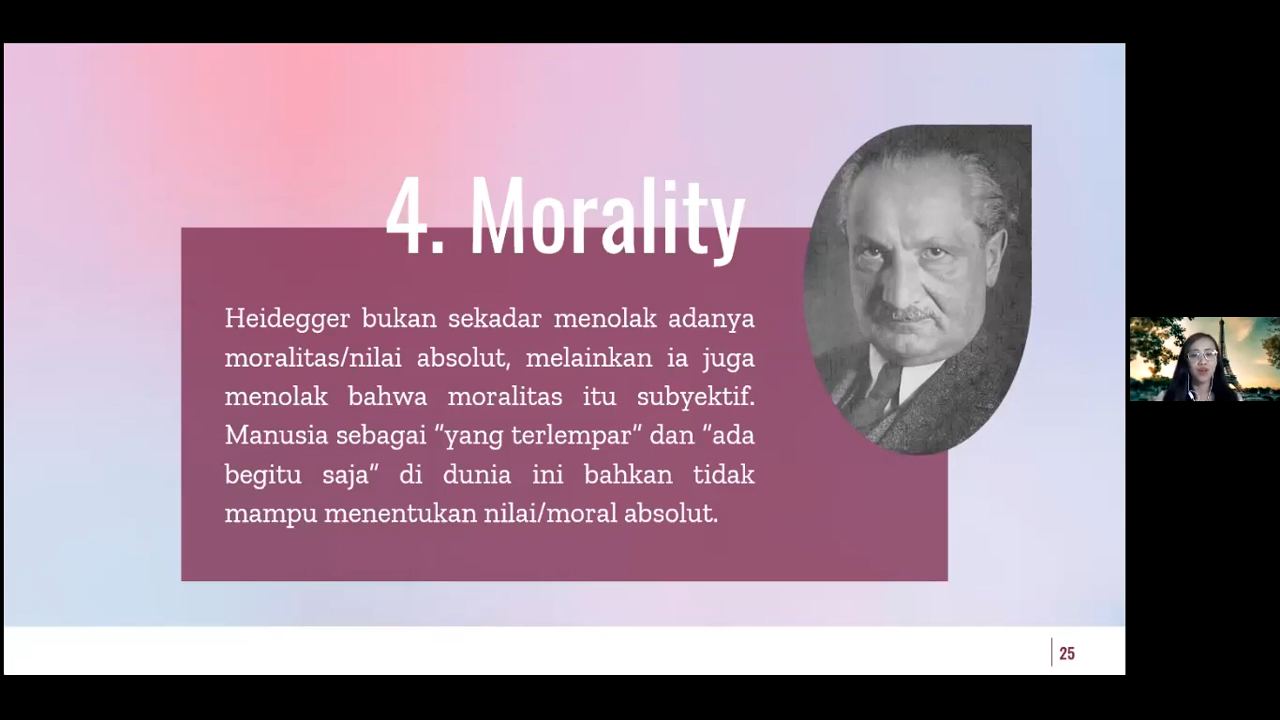 4. Morality
Heidegger bukan sekadar menolak adanya
moralitas/nilai absolut, melainkan ia juga
menolak bahwa moralitas itu subyektif.
Manusia sebagai “yang terlempar” dan “ada
begitu saja” di dunia ini bahkan tidak
mampu menentukan nilai/moral absolut.
25